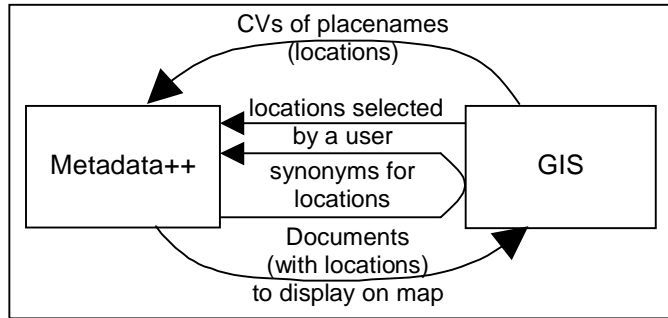 CVs of placenames
(locations)
locations selected
by a user
Metadata++
GIS
synonyms for
locations
Documents
(with locations)
to display on map